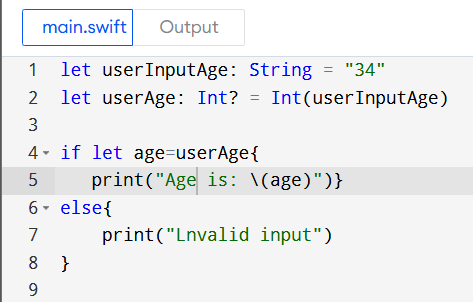 main.swift Output
1 let userInputAge: String = "34"
2 let userAge: Int? = Int(userInputAge)
3
4 if let age=userAge{
5 print("Age is: \(age)")}
6 else{
7 print("Lnvalid input")
8 }
9